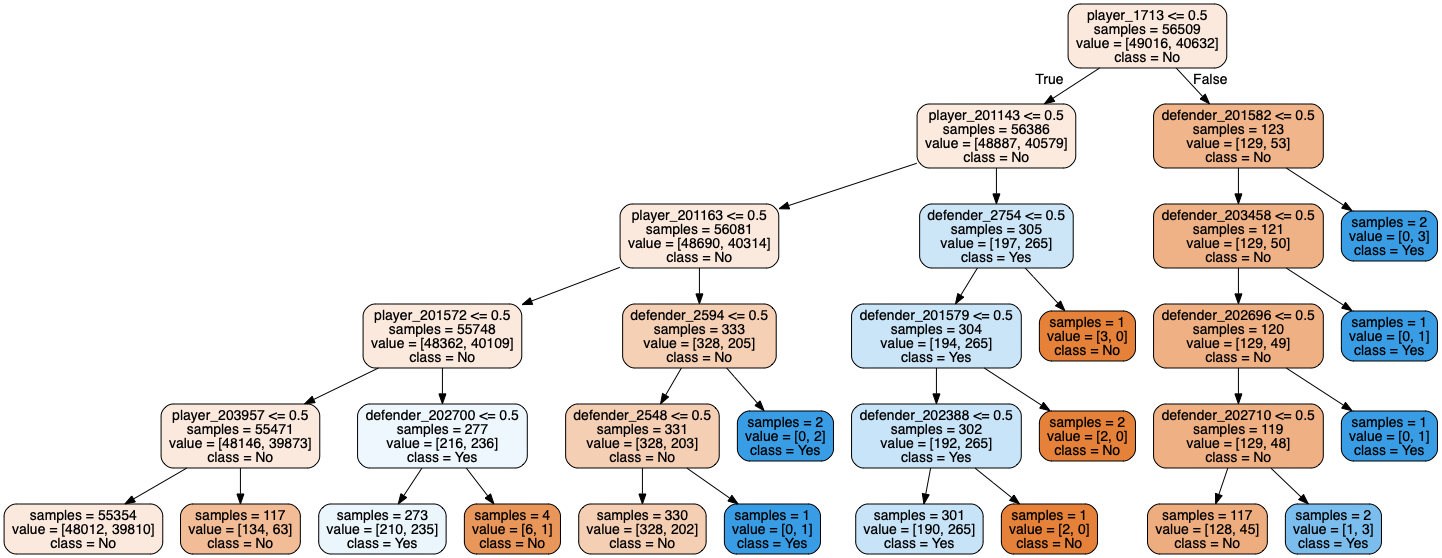 player_1713 <= 0.5
samples = 56509
value = [49016, 40632]
class = No
True
False
player_201143 <= 0.5
samples = 56386
value = [48887, 40579]
class = No
defender_201582 <= 0.5
samples = 123
value = [129, 53]
class = No
player_201163 <= 0.5
samples = 56081
value = [48690, 40314]
class = No
defender_2754 <= 0.5
samples = 305
value = [197, 265]
class = Yes
defender_203458 <= 0.5
samples = 121
value = [129, 50]
class = No
samples = 2
value = [0, 3]
class = Yes
player_201572 <= 0.5
samples = 55748
value = [48362, 40109]
class = No
defender_2594 <= 0.5
samples = 333
value = [328, 205]
class = No
defender_201579 <= 0.5
samples = 304
value = [194, 265]
class = Yes
samples = 1
value = [3, 0]
class = No
defender_202696 <= 0.5
samples = 120
value = [129, 49]
class = No
samples = 1
value = [0, 1]
class = Yes
player_203957 <= 0.5
samples = 55471
value = [48146, 39873]
class = No
defender_202700 <= 0.5
samples = 277
value = [216, 236]
class = Yes
defender_2548 <= 0.5
samples = 331
value = [328, 203]
class = No
samples = 2
value = [0, 2]
class = Yes
defender_202388 <= 0.5
samples = 302
value = [192, 265]
class = Yes
samples = 2
value = [2, 0]
class = No
defender_202710 <= 0.5
samples = 119
value = [129, 48]
class = No
samples = 1
value = [0, 1]
class = Yes
samples = 55354
value = [48012, 39810]
class = No
samples = 117
value = [134, 63]
class = No
samples = 273
value = [210, 235]
class = Yes
samples = 4
value = [6, 1]
class = No
samples = 330
value = [328, 202]
class = No
samples = 1
value = [0, 1]
class = Yes
samples = 301
value = [190, 265]
class = Yes
samples = 1
value = [2, 0]
class = No
samples = 117
value = [128, 45]
class = No
samples = 2
value = [1, 3]
class = Yes